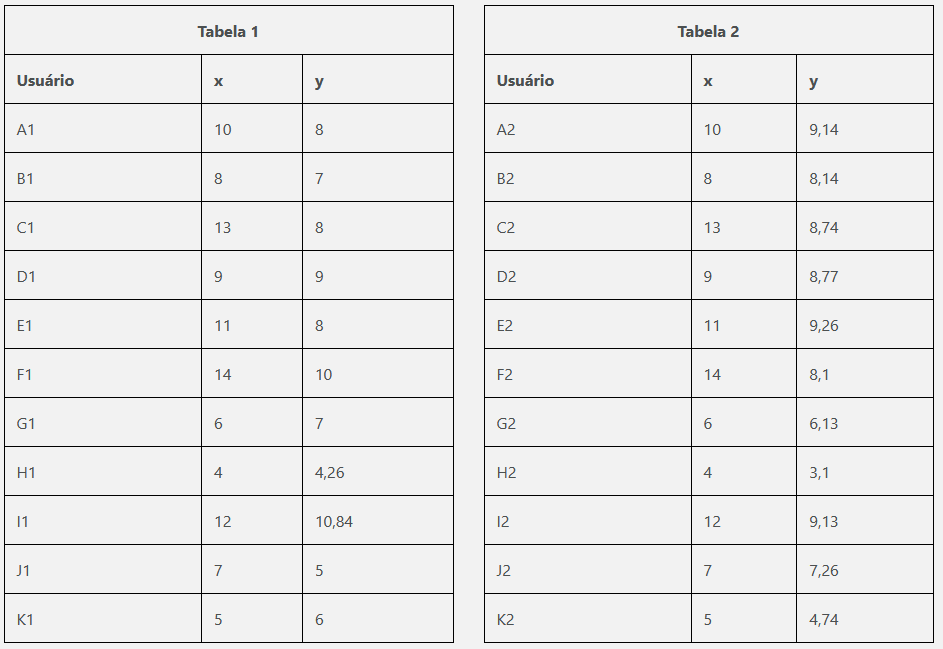 Tabela 1
Usuário x y
A1 10 8
B1 8 7
C1 13 8
D1 9 9
E1 11 8
F1 14 10
G1 6 7
H1 4 4,26
I1 12 10,84
J1 7 5
K1 5 6
Tabela 2
Usuário x y
A2 10 9,14
B2 8 8,14
C2 13 8,74
D2 9 8,77
E2 11 9,26
F2 14 8,1
G2 6 6,13
H2 4 3,1
I2 12 9,13
J2 7 7,26
K2 5 4,74